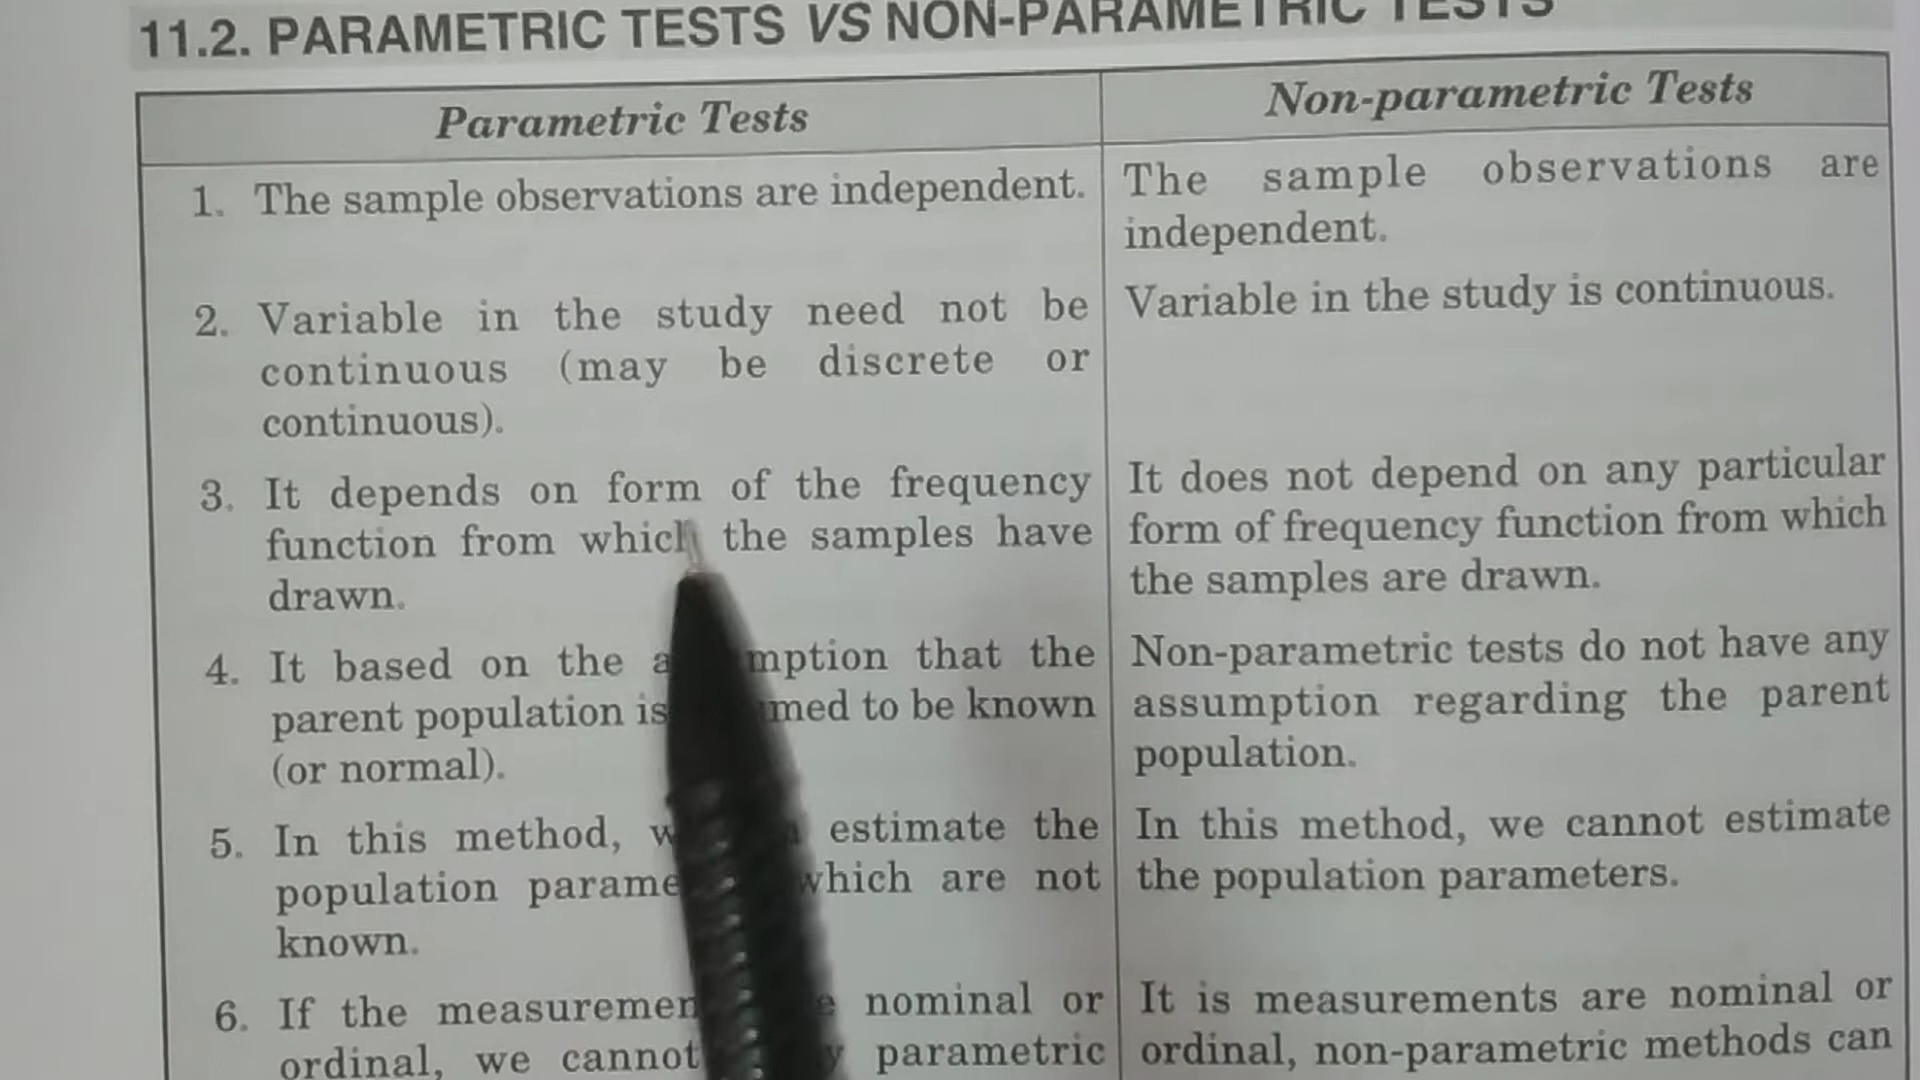 11.2. PARAMETRIC TESTS VS NON-PARAMETRIC TESTS
Parametric Tests
Non-parametric Tests
1. The sample observations are independent.
The sample observations are
independent.
2. Variable in the study need not be
continuous (may be discrete or
continuous).
Variable in the study is continuous.
3. It depends on form of the frequency
function from which the samples have
drawn.
It does not depend on any particular
form of frequency function from which
the samples are drawn.
4. It based on the mption that the
parent population is med to be known
(or normal).
Non-parametric tests do not have any
assumption regarding the parent
population.
5. In this method, estimate the
population parame which are not
known.
In this method, we cannot estimate
the population parameters.
6. If the measuremen nominal or
ordinal, we cannot parametric
It is measurements are nominal or
ordinal, non-parametric methods can